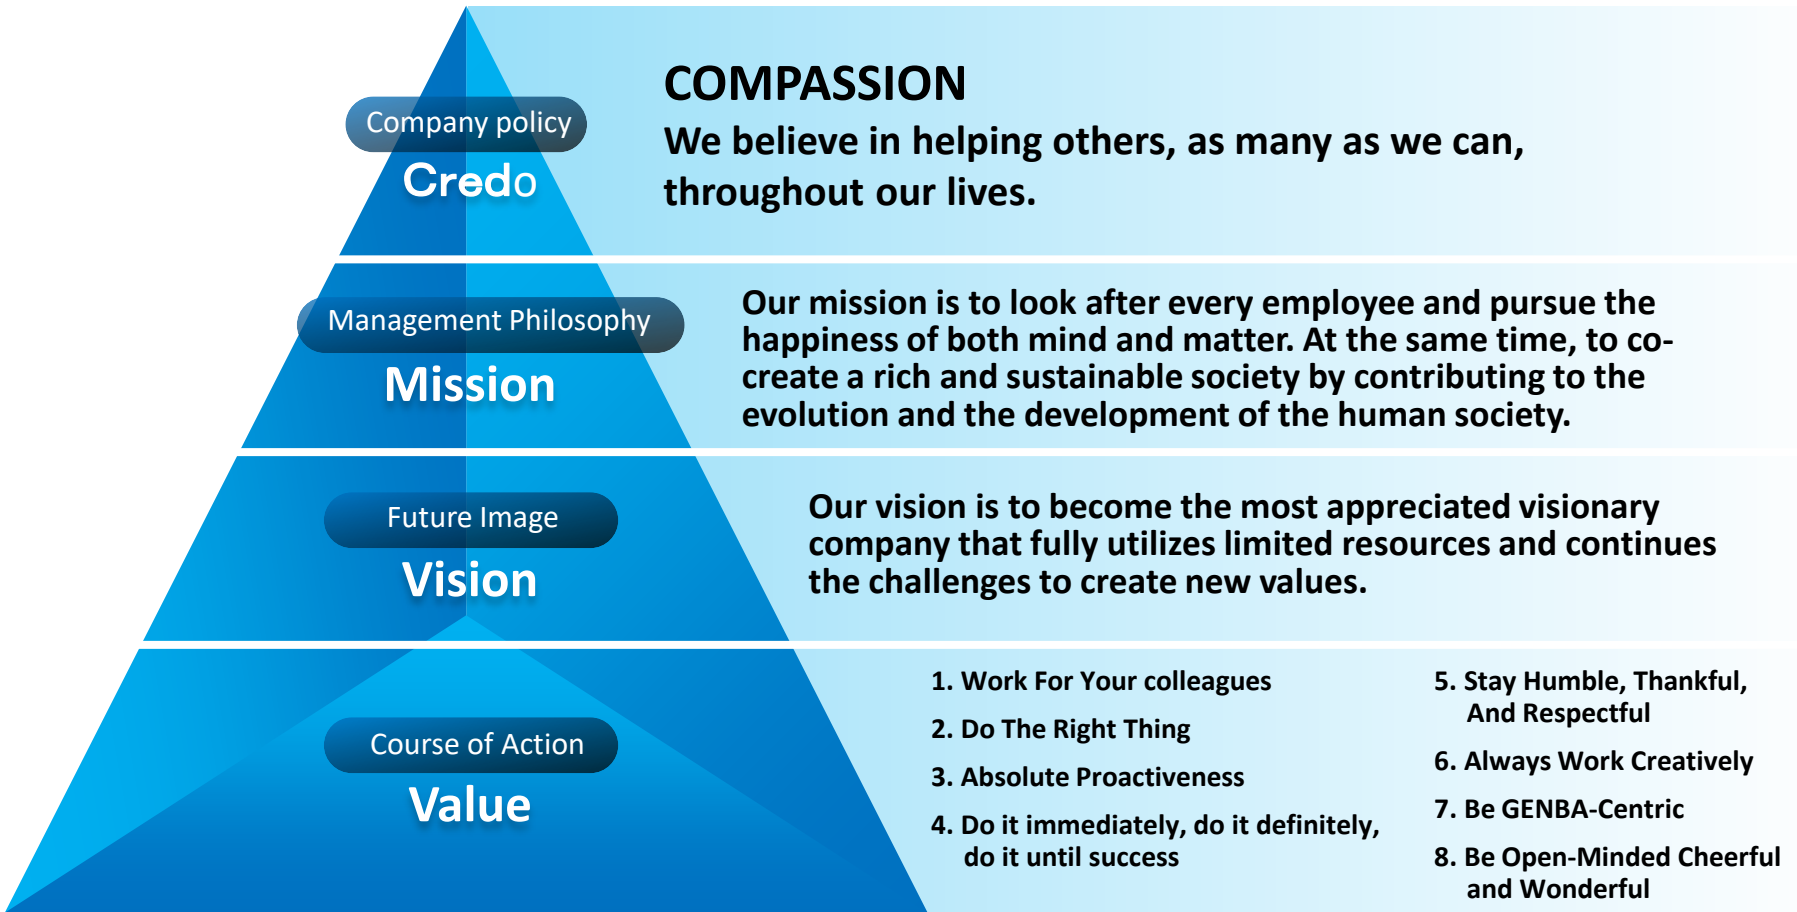 Company policy
Credo
COMPASSION
We believe in helping others, as many as we can,
throughout our lives.
Management Philosophy
Mission
Our mission is to look after every employee and pursue the
happiness of both mind and matter. At the same time, to co-
create a rich and sustainable society by contributing to the
evolution and the development of the human society.
Future Image
Vision
Our vision is to become the most appreciated visionary
company that fully utilizes limited resources and continues
the challenges to create new values.
Course of Action
Value
1. Work For Your colleagues
2. Do The Right Thing
3. Absolute Proactiveness
4. Do it immediately, do it definitely,
do it until success
5. Stay Humble, Thankful,
And Respectful
6. Always Work Creatively
7. Be GENBA-Centric
8. Be Open-Minded Cheerful
and Wonderful